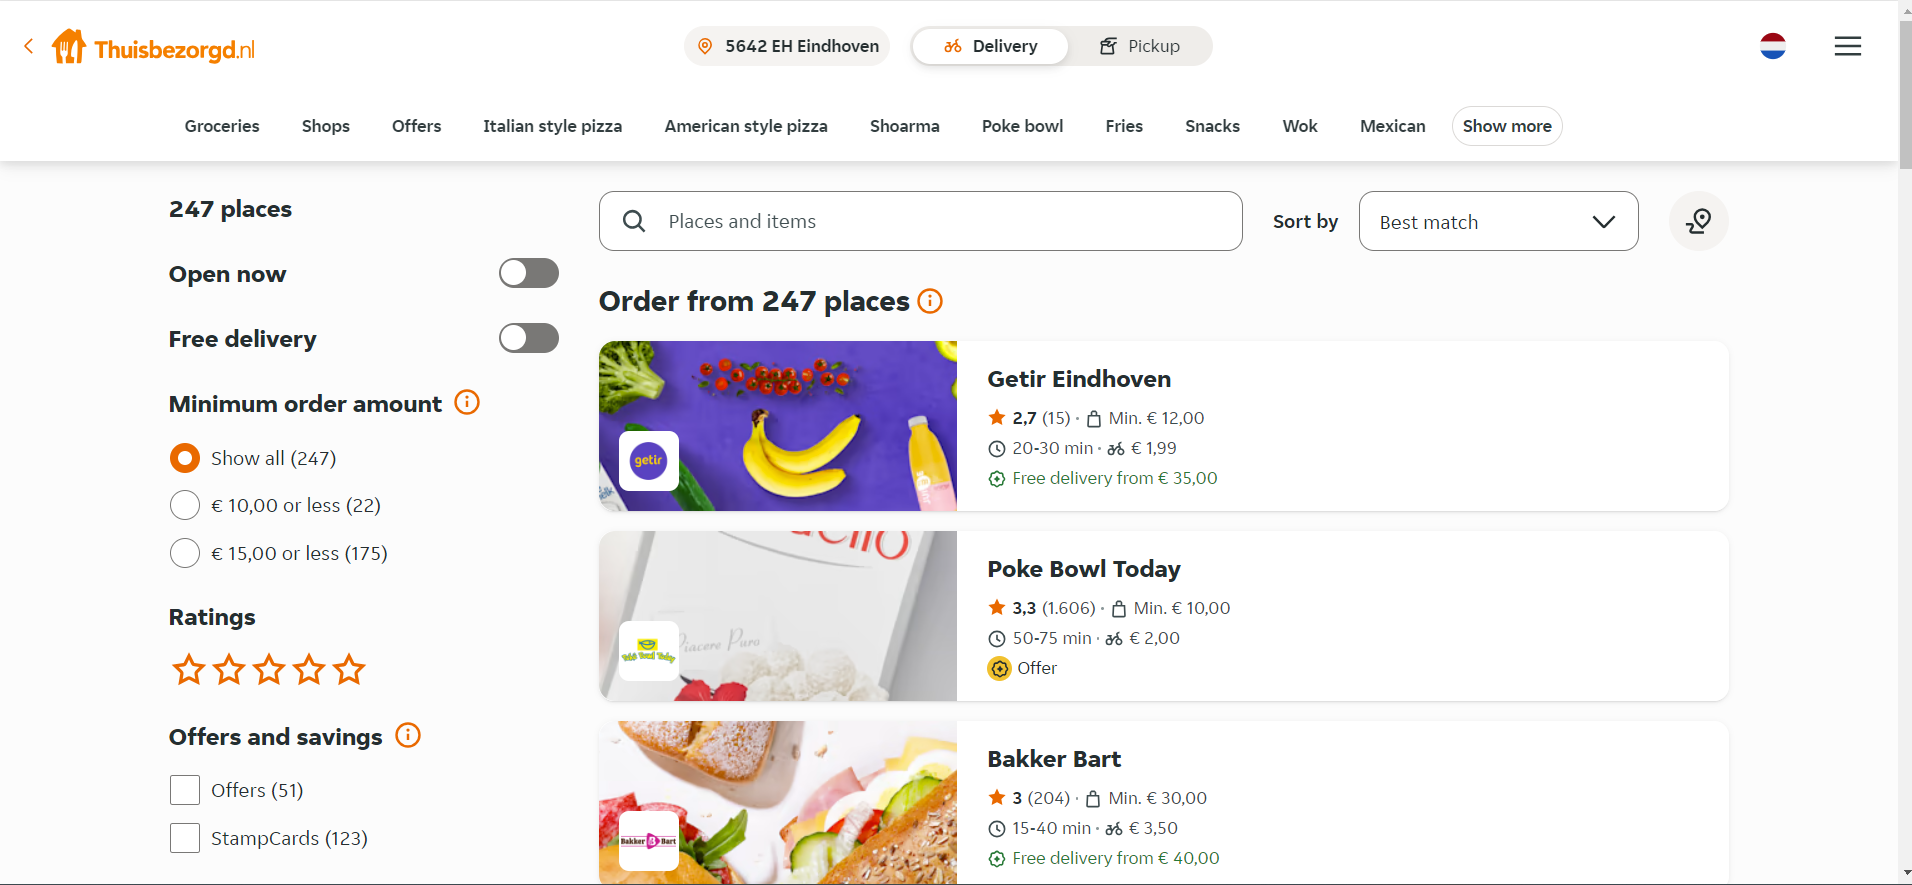 Thuisbezorgd.nl
5642 EH Eindhoven
Delivery
Pickup
Groceries
Shops
Offers
Italian style pizza
American style pizza
Shoarma
Poke bowl
Fries
Snacks
Wok
Mexican
Show more
247 places
Open now
Free delivery
Minimum order amount
Show all (247)
€ 10,00 or less (22)
€ 15,00 or less (175)
Ratings
Offers and savings
Offers (51)
StampCards (123)
Places and items
Sort by
Best match
Order from 247 places
getir
Getir Eindhoven
2,7 (15) · Min. € 12,00
20-30 min · € 1,99
Free delivery from € 35,00
Piacere Puro
Poke Bowl Today
Poke Bowl Today
3,3 (1.606) · Min. € 10,00
50-75 min · € 2,00
Offer
Bakker Bart
Bakker Bart
3 (204) · Min. € 30,00
15-40 min · € 3,50
Free delivery from € 40,00